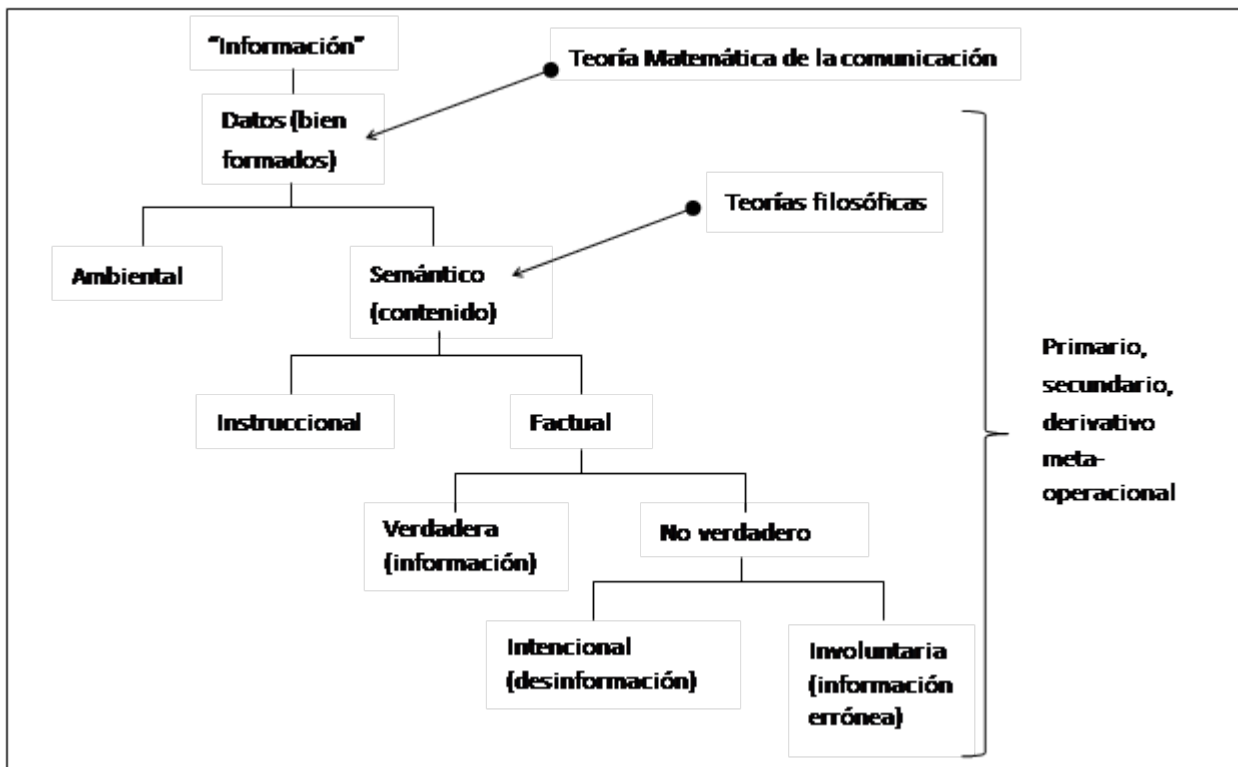 “Información”
Teoría Matemática de la comunicación
Datos (bien
formados)
Teorías filosóficas
Ambiental
Semántico
(contenido)
Primario,
secundario,
derivativo
meta-
operacional
Instruccional
Factual
Verdadera
(información)
No verdadero
Intencional
(desinformación)
Involuntaria
(información
errónea)